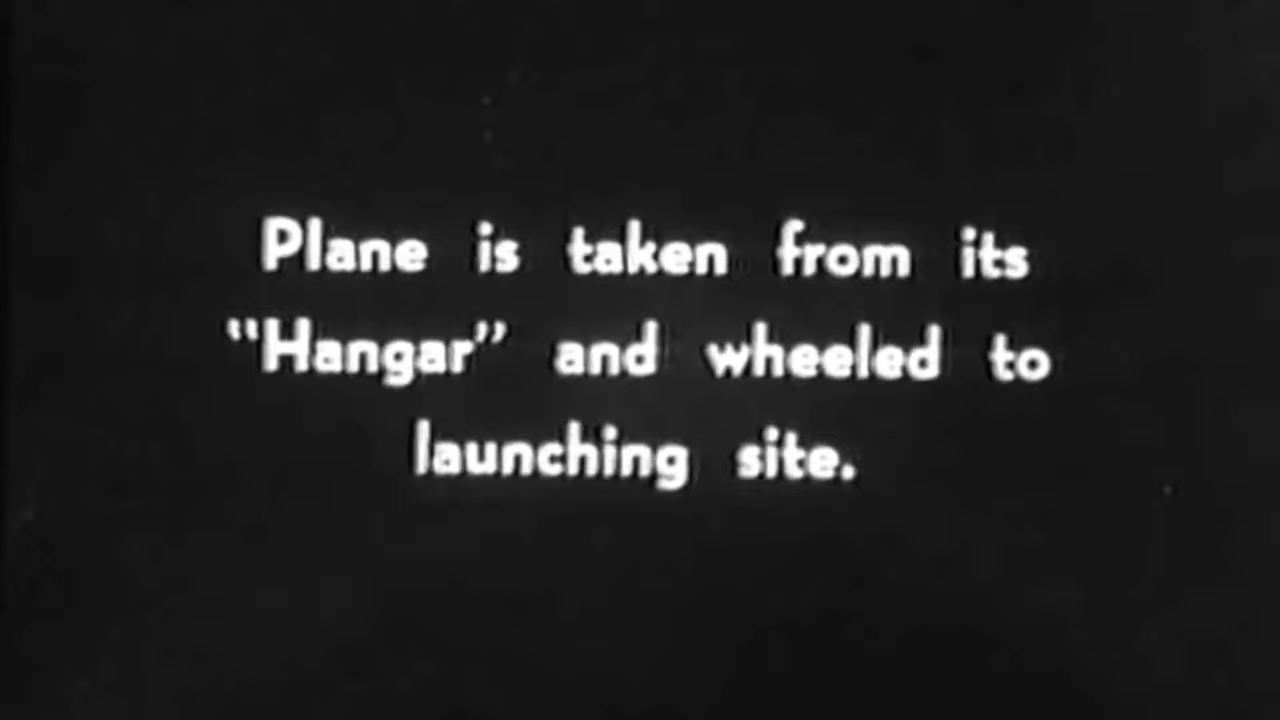 Plane is taken from its
"Hangar" and wheeled to
launching site.